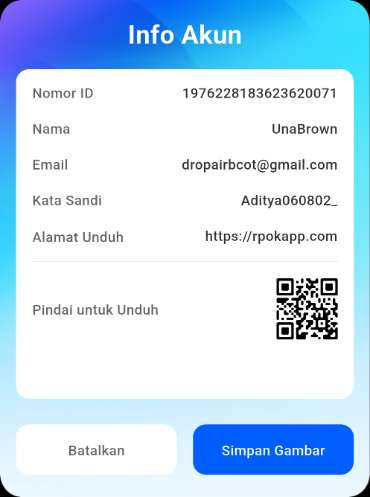 Info Akun
Nomor ID 1976228183623620071
Nama UnaBrown
Email dropairbcot@gmail.com
Kata Sandi Aditya060802_
Alamat Unduh https://rpokapp.com
Pindai untuk Unduh
Batalkan Simpan Gambar